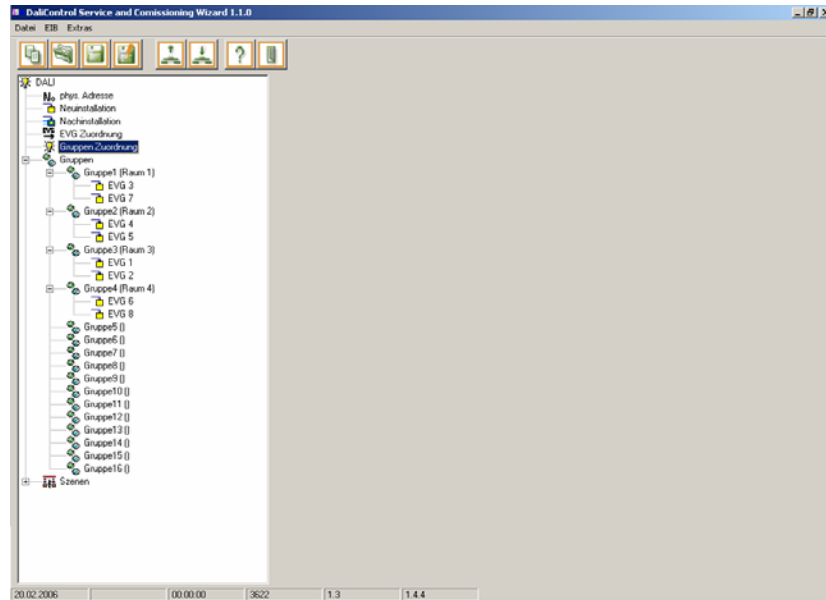 DaliControl Service and Comissioning Wizard 1.1.0
Datei EIB Extras
DALI
phys. Adresse
Neuinstallation
Nachinstallation
EVG Zuordnung
Gruppen Zuordnung
Gruppen
Gruppe1 (Raum 1)
EVG 3
EVG 7
Gruppe2 (Raum 2)
EVG 4
EVG 5
Gruppe3 (Raum 3)
EVG 1
EVG 2
Gruppe4 (Raum 4)
EVG 6
EVG 8
Gruppe5 ()
Gruppe6 ()
Gruppe7 ()
Gruppe8 ()
Gruppe9 ()
Gruppe10 ()
Gruppe11 ()
Gruppe12 ()
Gruppe13 ()
Gruppe14 ()
Gruppe15 ()
Gruppe16 ()
Szenen
20.02.2006 00:00:00 3622 1.3 1.4.4